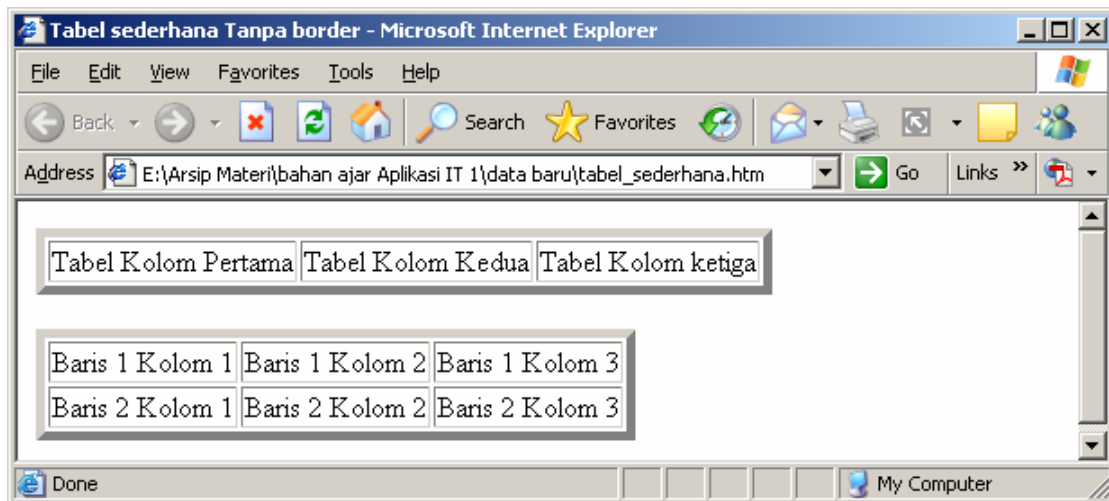 Tabel sederhana Tanpa border - Microsoft Internet Explorer
File Edit View Favorites Tools Help
Back Search Favorites
Address E:\Arsip Materi\bahan ajar Aplikasi IT 1\data baru\tabel_sederhana.htm Go Links »
Tabel Kolom Pertama Tabel Kolom Kedua Tabel Kolom ketiga
Baris 1 Kolom 1 Baris 1 Kolom 2 Baris 1 Kolom 3
Baris 2 Kolom 1 Baris 2 Kolom 2 Baris 2 Kolom 3
Done My Computer